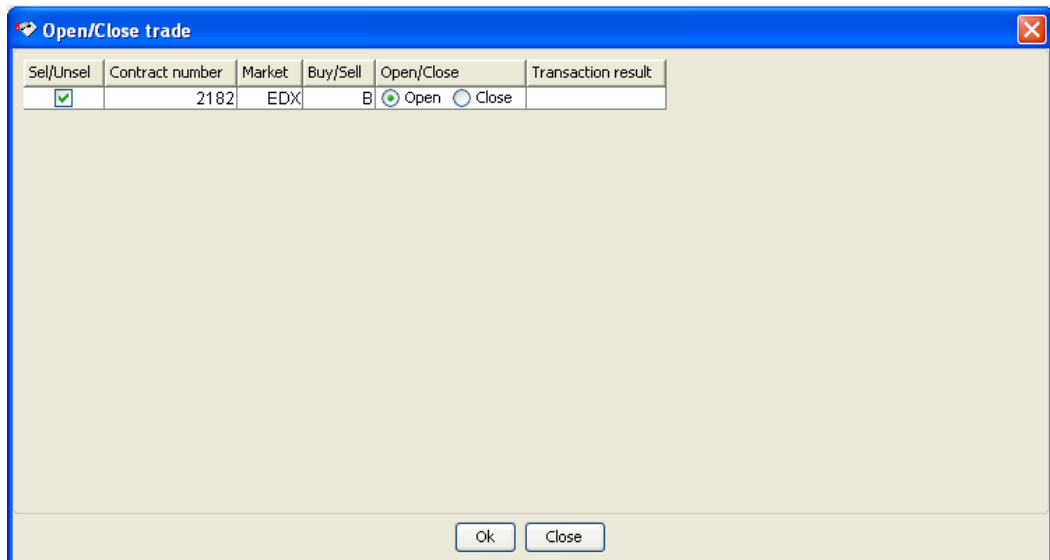 Open/Close trade
Sel/Unsel Contract number Market Buy/Sell Open/Close Transaction result
2182 EDX B Open Close
Ok Close